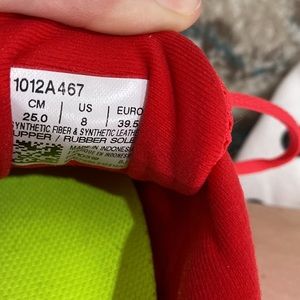 1012A467
CM US EURO
25.0 8 39.5
SYNTHETIC FIBER & SYNTHETIC LEATHER
UPPER / RUBBER SOLE
MADE IN INDONESIA